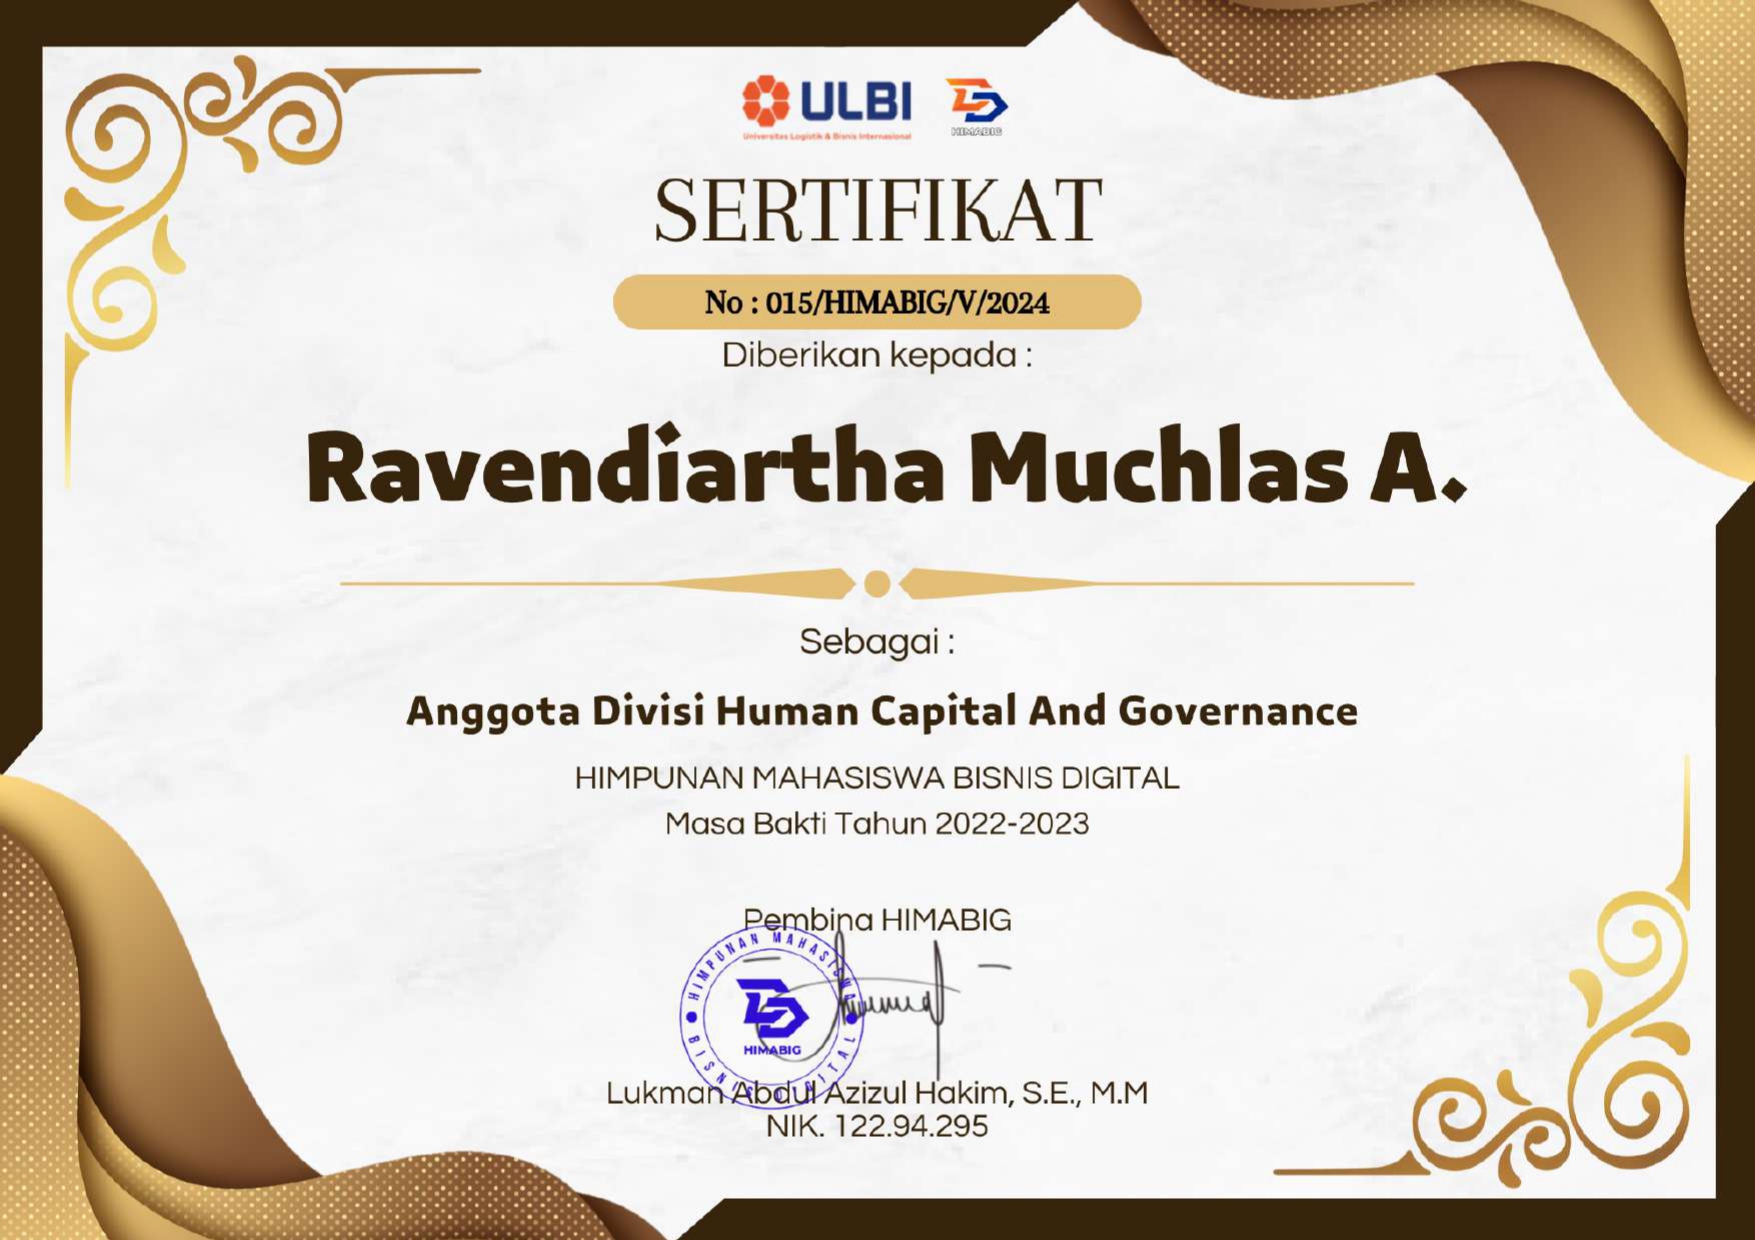 ULBI
Universitas Logistik & Bisnis Internasional
HIMABIG
SERTIFIKAT
No : 015/HIMABIG/V/2024
Diberikan kepada :
Ravendiartha Muchlas A.
Sebagai :
Anggota Divisi Human Capital And Governance
HIMPUNAN MAHASISWA BISNIS DIGITAL
Masa Bakti Tahun 2022-2023
Pembina HIMABIG
HIMPUNAN MAHASISWA
HIMABIG
BISNIS DIGITAL
Lukman Abdul Azizul Hakim, S.E., M.M
NIK. 122.94.295